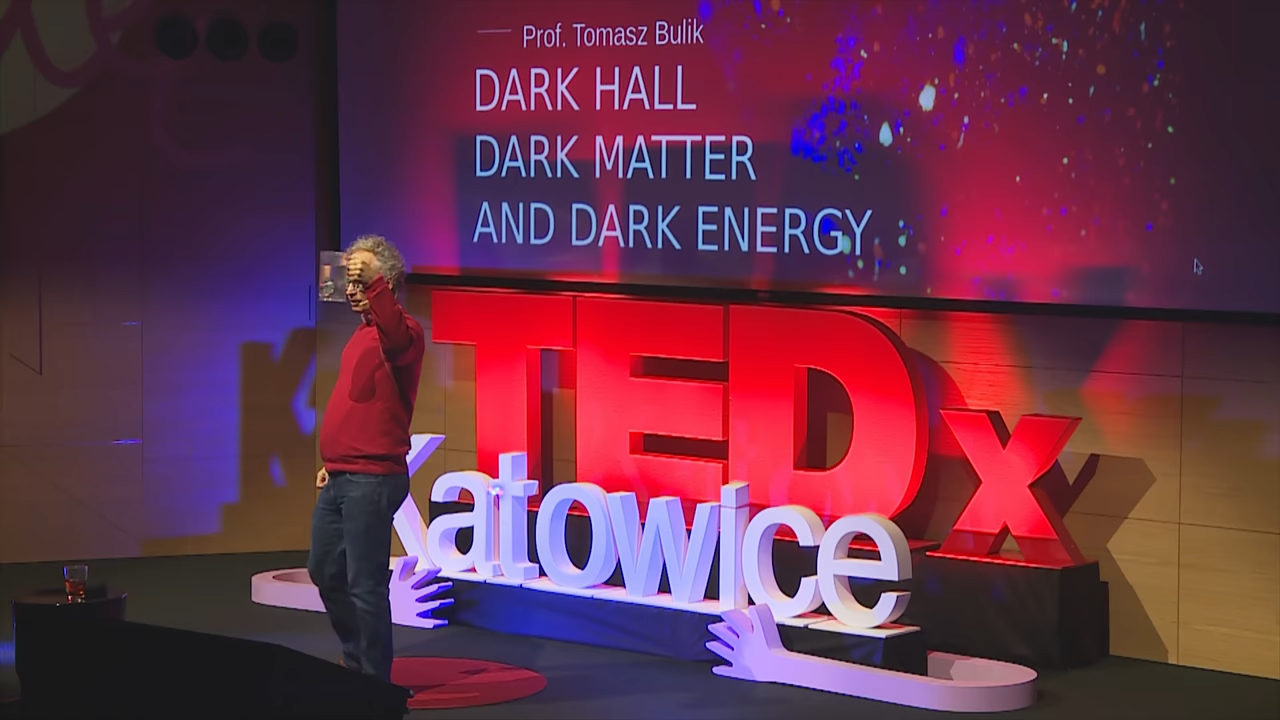 — Prof. Tomasz Bulik
DARK HALL
DARK MATTER
AND DARK ENERGY
TEDx
Katowice